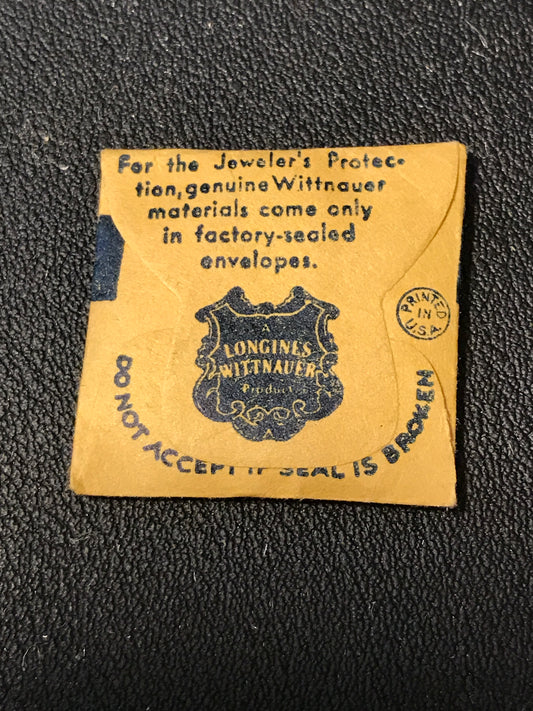 For the Jeweler's Protec-
tion, genuine Wittnauer
materials come only
in factory-sealed
envelopes.
PRINTED
IN
U.S.A.
A
LONGINES
WITTNAUER
Product
DO NOT ACCEPT IF SEAL IS BROKEN